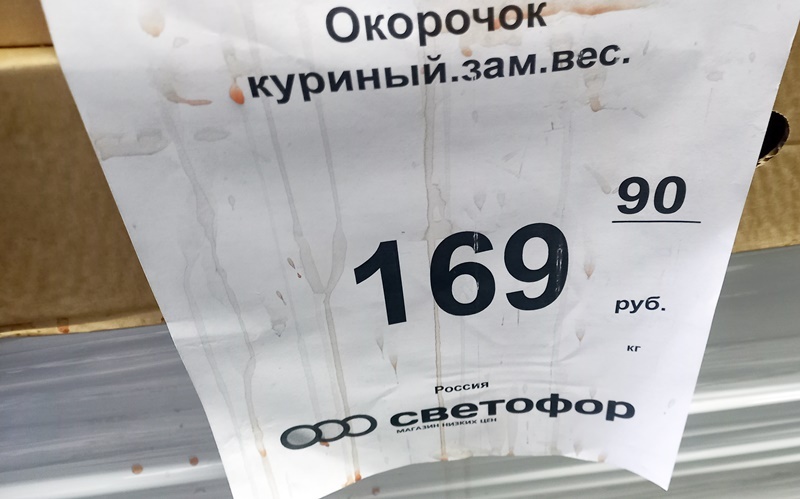 Окорочок
куриный.зам.вес.
169 90
руб.
кг
Россия
светофор
МАГАЗИН НИЗКИХ ЦЕН